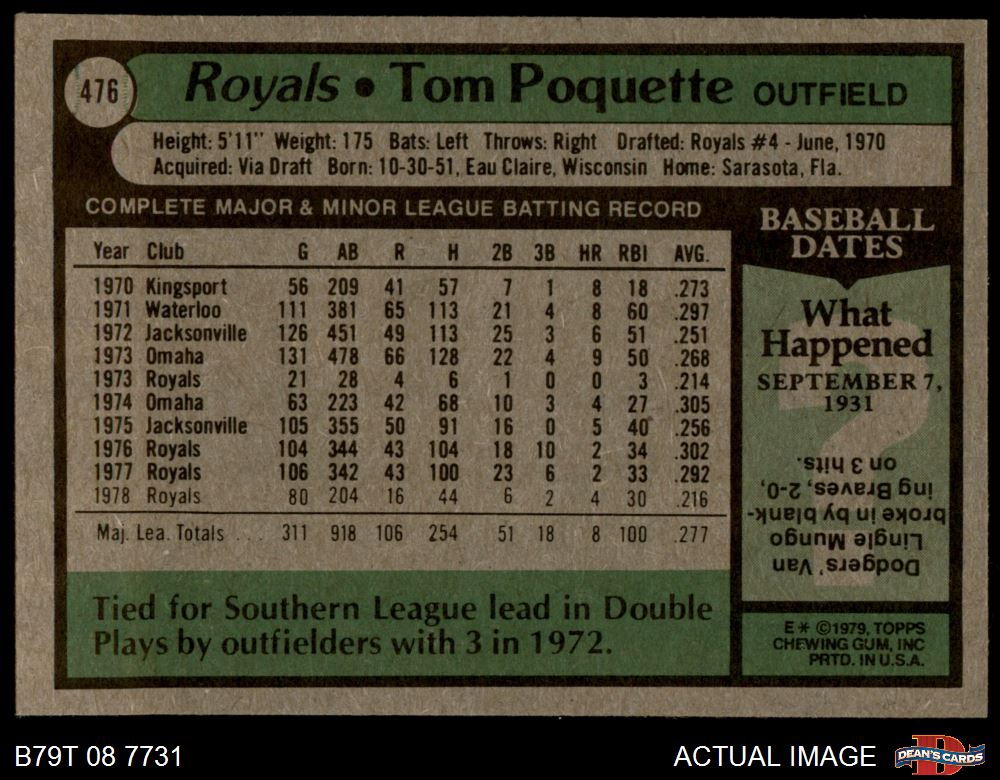 476
Royals • Tom Poquette OUTFIELD
Height: 5'11" Weight: 175 Bats: Left Throws: Right Drafted: Royals #4 - June, 1970
Acquired: Via Draft Born: 10-30-51, Eau Claire, Wisconsin Home: Sarasota, Fla.
COMPLETE MAJOR & MINOR LEAGUE BATTING RECORD
Year Club G AB R H 2B 3B HR RBI AVG.
1970 Kingsport 56 209 41 57 7 1 8 18 .273
1971 Waterloo 111 381 65 113 21 4 8 60 .297
1972 Jacksonville 126 451 49 113 25 3 6 51 .251
1973 Omaha 131 478 66 128 22 4 9 50 .268
1973 Royals 21 28 4 6 1 0 0 3 .214
1974 Omaha 63 223 42 68 10 3 4 27 .305
1975 Jacksonville 105 355 50 91 16 0 5 40 .256
1976 Royals 104 344 43 104 18 10 2 34 .302
1977 Royals 106 342 43 100 23 6 2 33 .292
1978 Royals 80 204 16 44 6 2 4 30 .216
Maj. Lea. Totals . . . 311 918 106 254 51 18 8 100 .277
Tied for Southern League lead in Double
Plays by outfielders with 3 in 1972.
BASEBALL
DATES
What
Happened
SEPTEMBER 7,
1931
?
Dodgers' Van
Lingle Mungo
broke in by blank-
ing Braves, 2-0,
on 3 hits.
E* ©1979, TOPPS
CHEWING GUM, INC
PRTD. IN U.S.A.
B79T 08 7731
ACTUAL IMAGE
D
DEAN'S CARDS